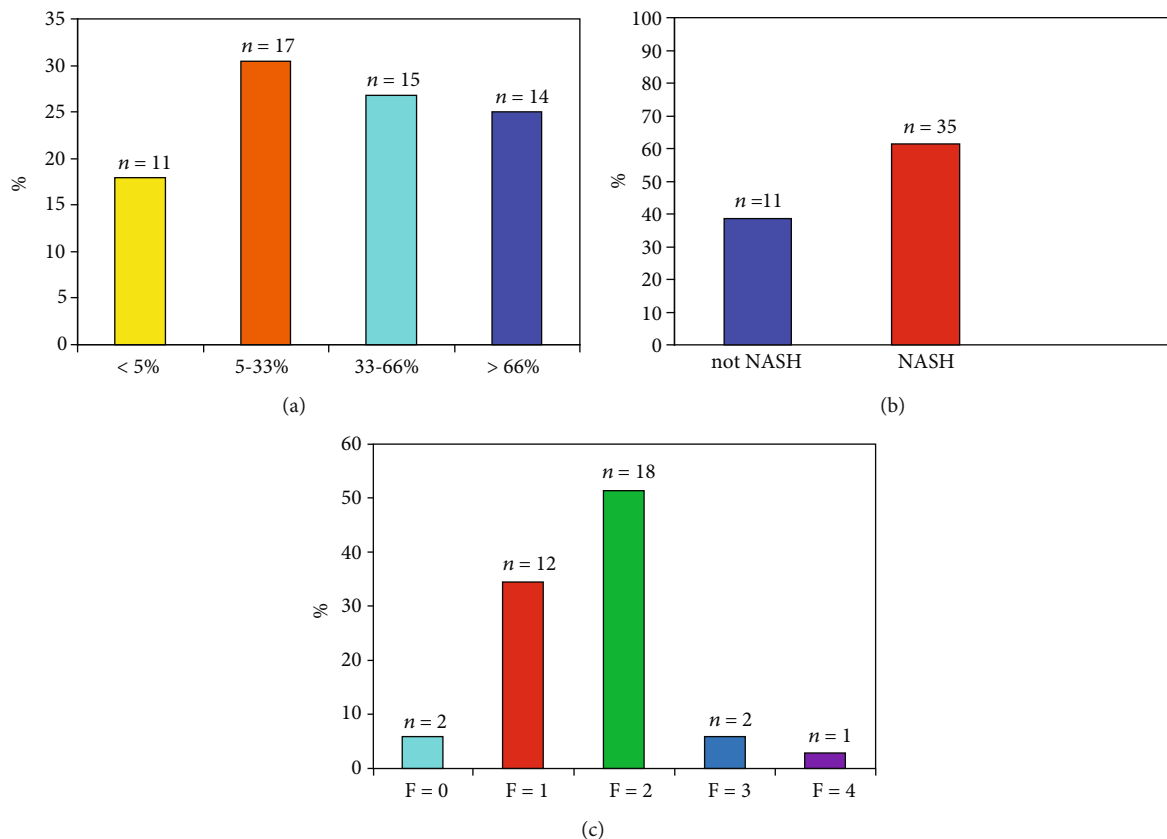 35
30
25
20
15
10
5
0
%
n = 11
n = 17
n = 15
n = 14
< 5%
5-33%
33-66%
> 66%
(a)
100
90
80
70
60
50
40
30
20
10
0
%
n =11
n = 35
not NASH
NASH
(b)
60
50
40
30
20
10
0
%
n = 2
n = 12
n = 18
n = 2
n = 1
F = 0
F = 1
F = 2
F = 3
F = 4
(c)